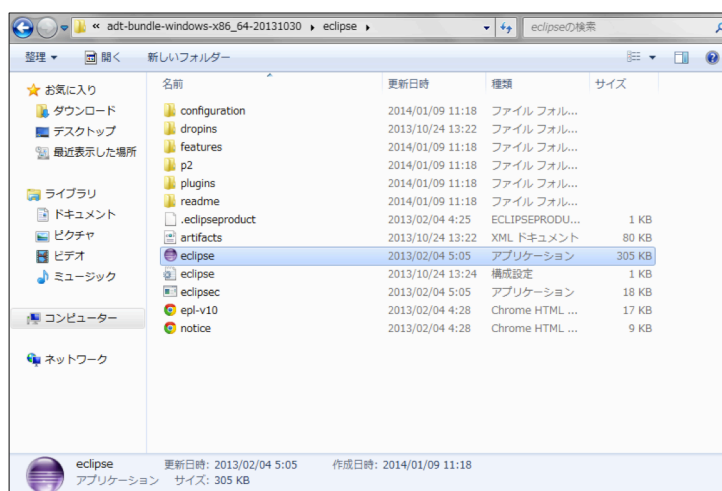 « adt-bundle-windows-x86_64-20131030 ▸ eclipse ▸ eclipseの検索
整理 ▼ 開く 新しいフォルダー
お気に入り
ダウンロード
デスクトップ
最近表示した場所
ライブラリ
ドキュメント
ピクチャ
ビデオ
ミュージック
コンピューター
ネットワーク
名前 更新日時 種類 サイズ
configuration 2014/01/09 11:18 ファイル フォル...
dropins 2013/10/24 13:22 ファイル フォル...
features 2014/01/09 11:18 ファイル フォル...
p2 2014/01/09 11:18 ファイル フォル...
plugins 2014/01/09 11:18 ファイル フォル...
readme 2014/01/09 11:18 ファイル フォル...
.eclipseproduct 2013/02/04 4:25 ECLIPSEPRODU... 1 KB
artifacts 2013/10/24 13:22 XML ドキュメント 80 KB
eclipse 2013/02/04 5:05 アプリケーション 305 KB
eclipse 2013/10/24 13:24 構成設定 1 KB
eclipsec 2013/02/04 5:05 アプリケーション 18 KB
epl-v10 2013/02/04 4:28 Chrome HTML ... 17 KB
notice 2013/02/04 4:28 Chrome HTML ... 9 KB
eclipse 更新日時: 2013/02/04 5:05 作成日時: 2014/01/09 11:18
アプリケーション サイズ: 305 KB